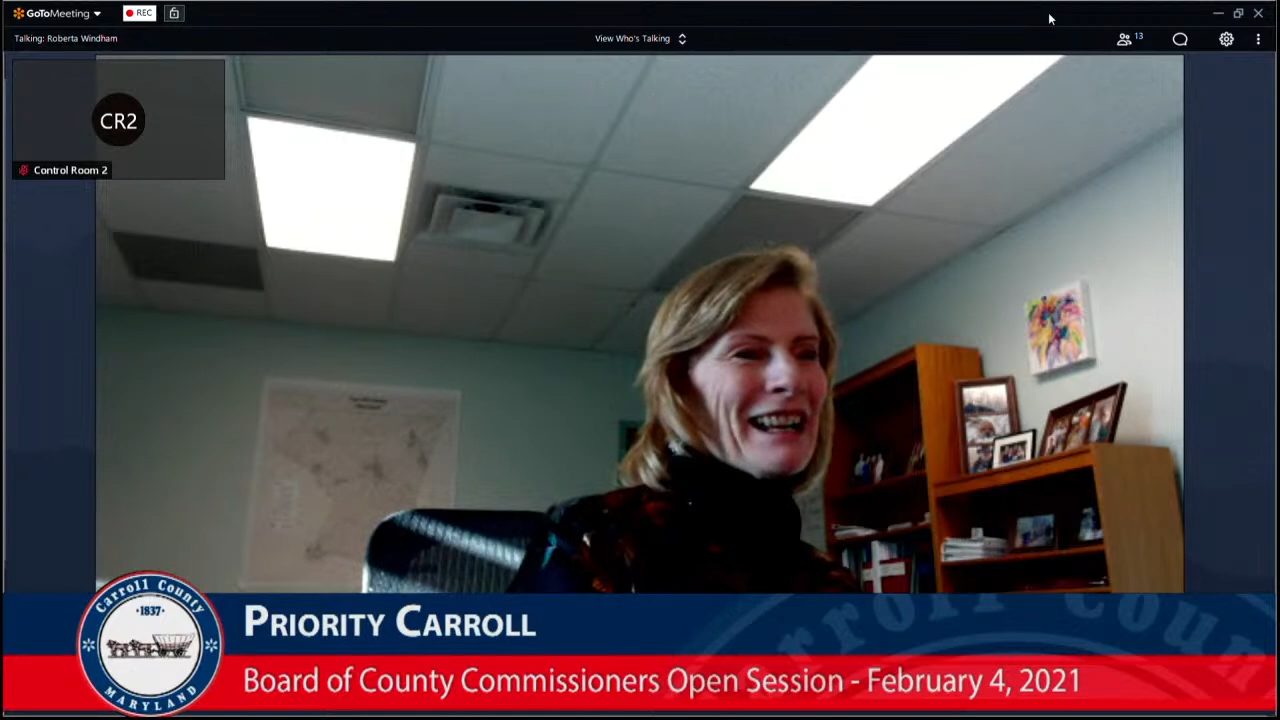 GoToMeeting
REC
Talking: Roberta Windham
View Who's Talking
13
CR2
Control Room 2
Carroll County
1837
MARYLAND
PRIORITY CARROLL
Board of County Commissioners Open Session - February 4, 2021